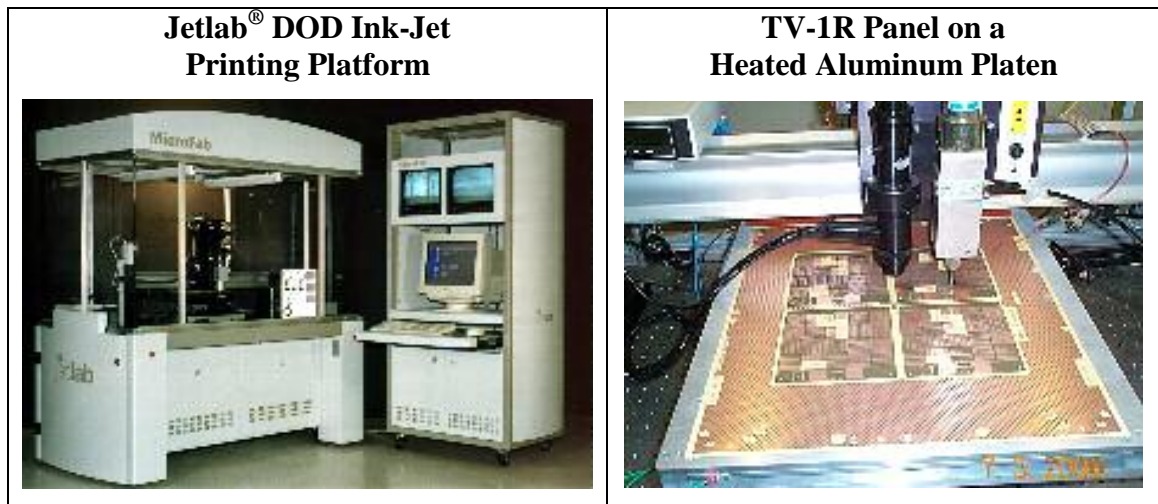 Jetlab® DOD Ink-Jet
Printing Platform
TV-1R Panel on a
Heated Aluminum Platen
MicroFab
jetlab